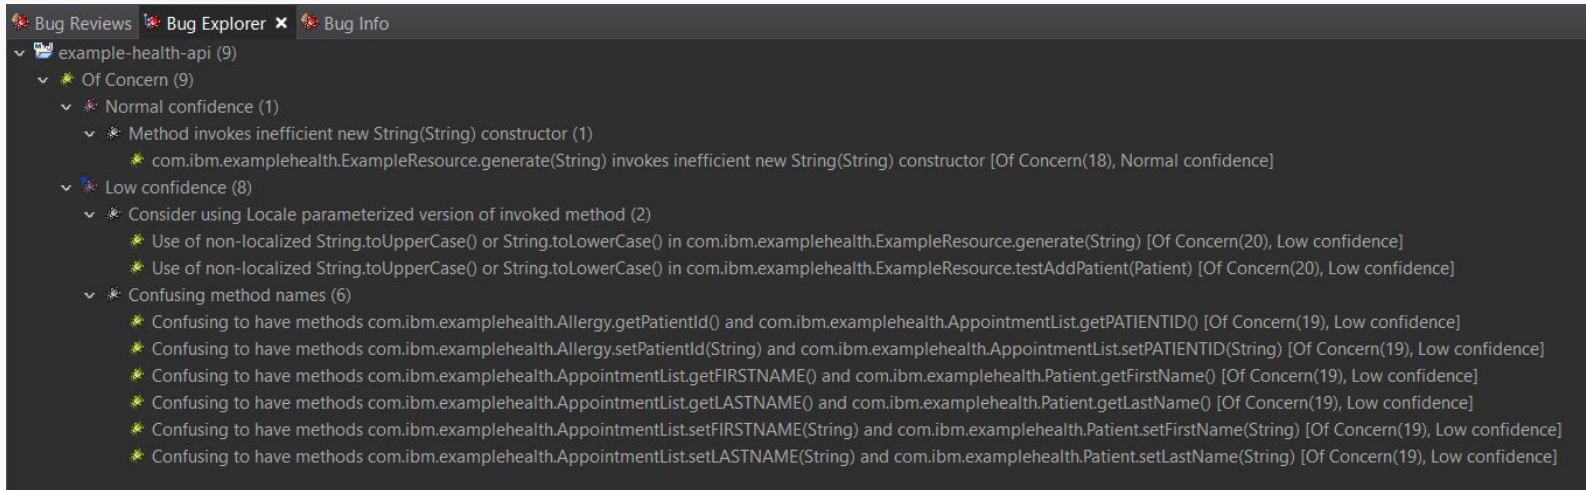 Bug Reviews Bug Explorer Bug Info
example-health-api (9)
Of Concern (9)
Normal confidence (1)
Method invokes inefficient new String(String) constructor (1)
com.ibm.examplehealth.ExampleResource.generate(String) invokes inefficient new String(String) constructor [Of Concern(18), Normal confidence]
Low confidence (8)
Consider using Locale parameterized version of invoked method (2)
Use of non-localized String.toUpperCase() or String.toLowerCase() in com.ibm.examplehealth.ExampleResource.generate(String) [Of Concern(20), Low confidence]
Use of non-localized String.toUpperCase() or String.toLowerCase() in com.ibm.examplehealth.ExampleResource.testAddPatient(Patient) [Of Concern(20), Low confidence]
Confusing method names (6)
Confusing to have methods com.ibm.examplehealth.Allergy.getPatientId() and com.ibm.examplehealth.AppointmentList.getPATIENTID() [Of Concern(19), Low confidence]
Confusing to have methods com.ibm.examplehealth.Allergy.setPatientId(String) and com.ibm.examplehealth.AppointmentList.setPATIENTID(String) [Of Concern(19), Low confidence]
Confusing to have methods com.ibm.examplehealth.AppointmentList.getFIRSTNAME() and com.ibm.examplehealth.Patient.getFirstName() [Of Concern(19), Low confidence]
Confusing to have methods com.ibm.examplehealth.AppointmentList.getLASTNAME() and com.ibm.examplehealth.Patient.getLastName() [Of Concern(19), Low confidence]
Confusing to have methods com.ibm.examplehealth.AppointmentList.setFIRSTNAME(String) and com.ibm.examplehealth.Patient.setFirstName(String) [Of Concern(19), Low confidence]
Confusing to have methods com.ibm.examplehealth.AppointmentList.setLASTNAME(String) and com.ibm.examplehealth.Patient.setLastName(String) [Of Concern(19), Low confidence]